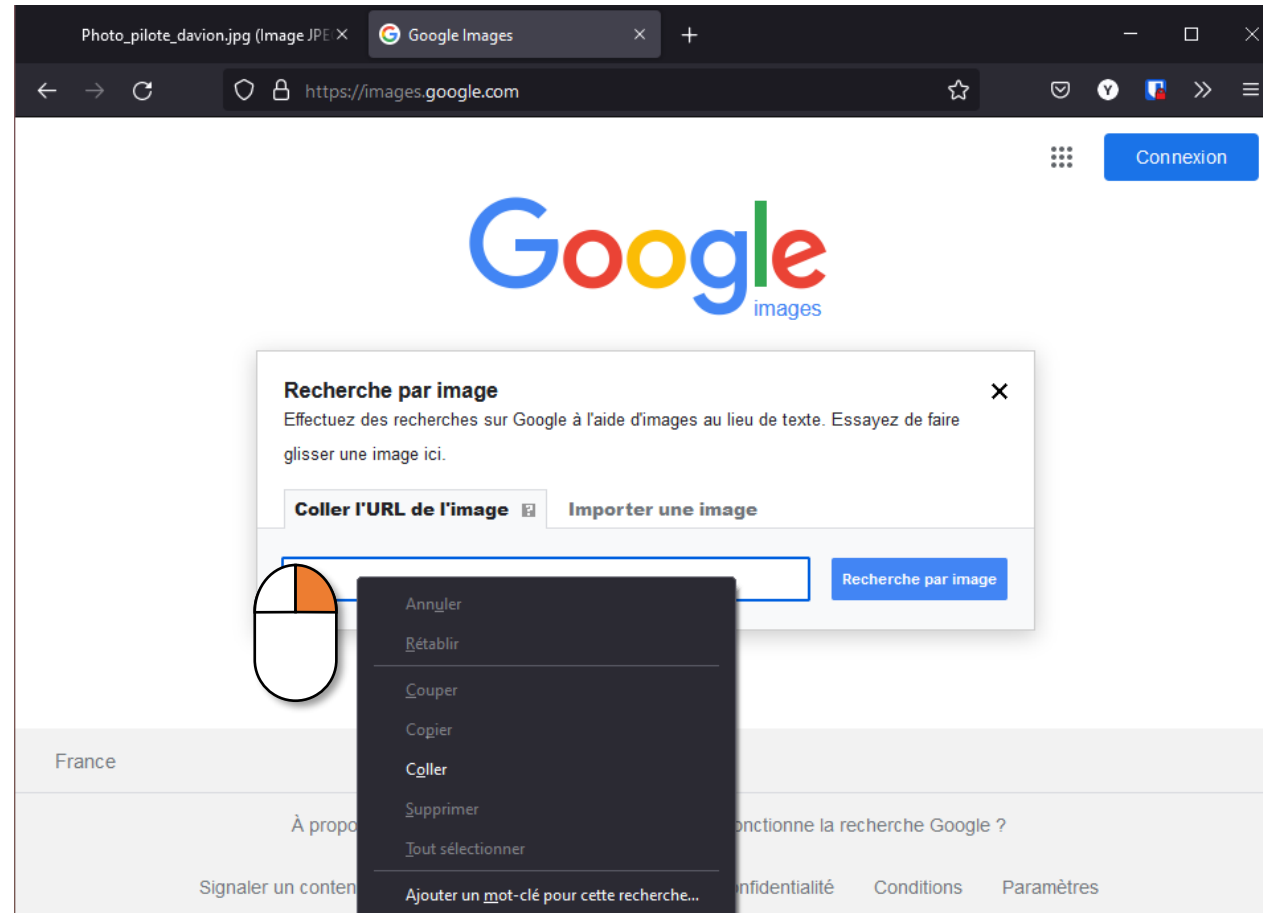 Photo_pilote_davion.jpg (Image JPE
Google Images
https://images.google.com
Y
Connexion
Google
images
Recherche par image
Effectuez des recherches sur Google à l'aide d'images au lieu de texte. Essayez de faire
glisser une image ici.
Coller l'URL de l'image ?
Importer une image
Recherche par image
Annuler
Rétablir
Couper
Copier
France
Coller
Supprimer
À propo
onctionne la recherche Google ?
Tout sélectionner
Signaler un conten
nfidentialité
Conditions
Paramètres
Ajouter un mot-clé pour cette recherche...